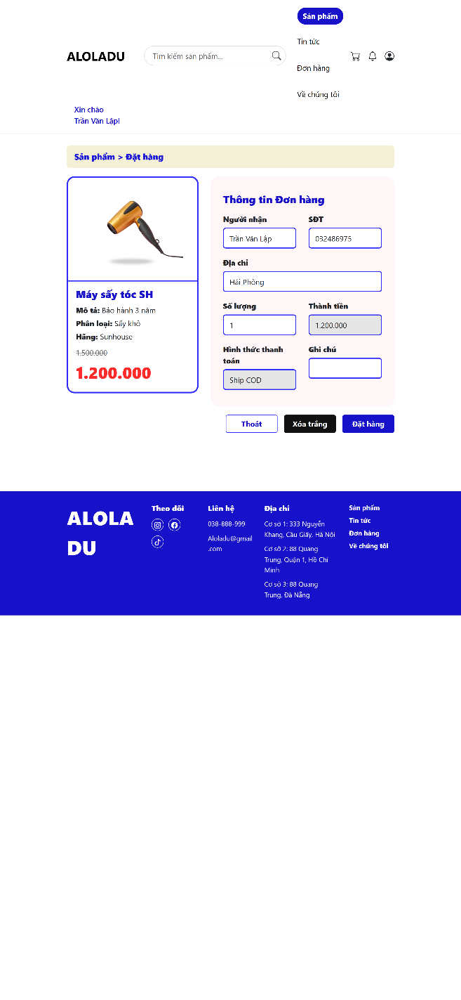 Sản phẩm
Tin tức
ALOLADU
Tìm kiếm sản phẩm...
Đơn hàng
Về chúng tôi
Xin chào
Trần Văn Lập!
Sản phẩm > Đặt hàng
Máy sấy tóc SH
Mô tả: Bảo hành 3 năm
Phân loại: Sấy khô
Hãng: Sunhouse
1.500.000
1.200.000
Thông tin Đơn hàng
Người nhận
SĐT
Trần Văn Lập
032486975
Địa chỉ
Hải Phòng
Số lượng
Thành tiền
1
1.200.000
Hình thức thanh
toán
Ghi chú
Ship COD
Thoát
Xóa trắng
Đặt hàng
ALOLA
DU
Theo dõi
Liên hệ
038-888-999
Aloladu@gmail
.com
Địa chỉ
Cơ sở 1: 333 Nguyễn
Khang, Cầu Giấy, Hà Nội
Cơ sở 2: 88 Quang
Trung, Quận 1, Hồ Chí
Minh
Cơ sở 3: 88 Quang
Trung, Đà Nẵng
Sản phẩm
Tin tức
Đơn hàng
Về chúng tôi